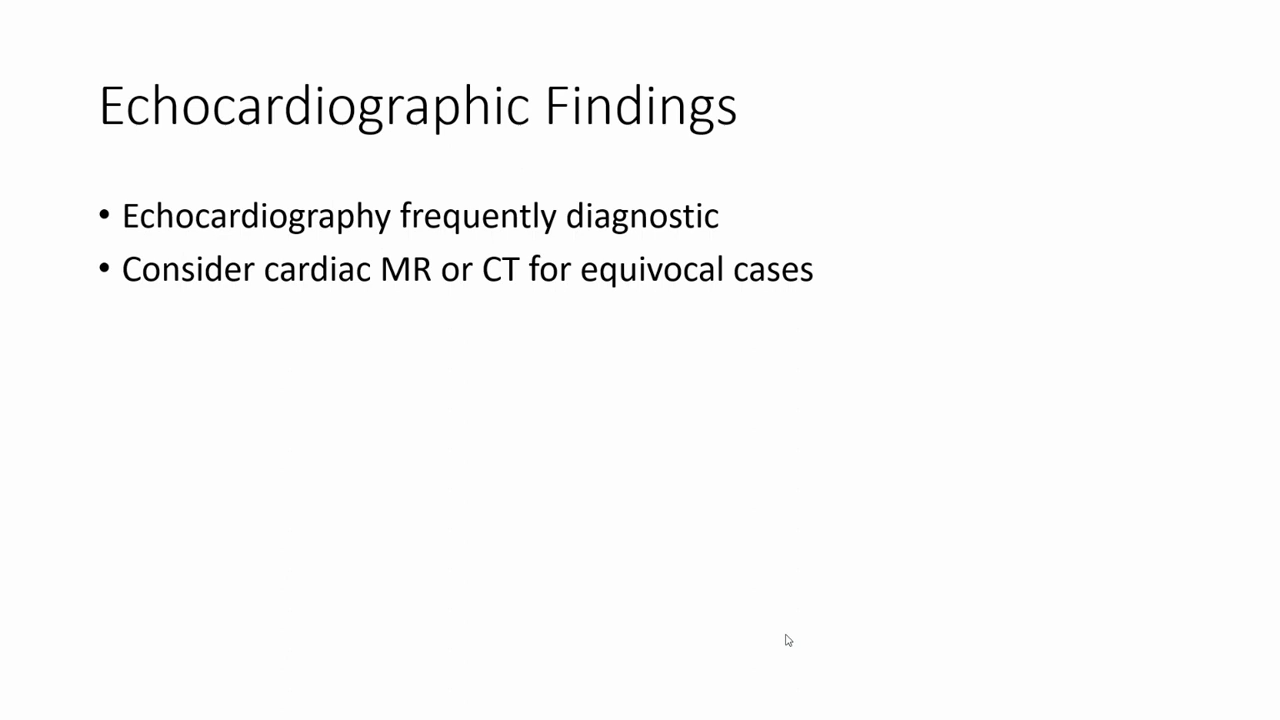 Echocardiographic Findings
• Echocardiography frequently diagnostic
• Consider cardiac MR or CT for equivocal cases